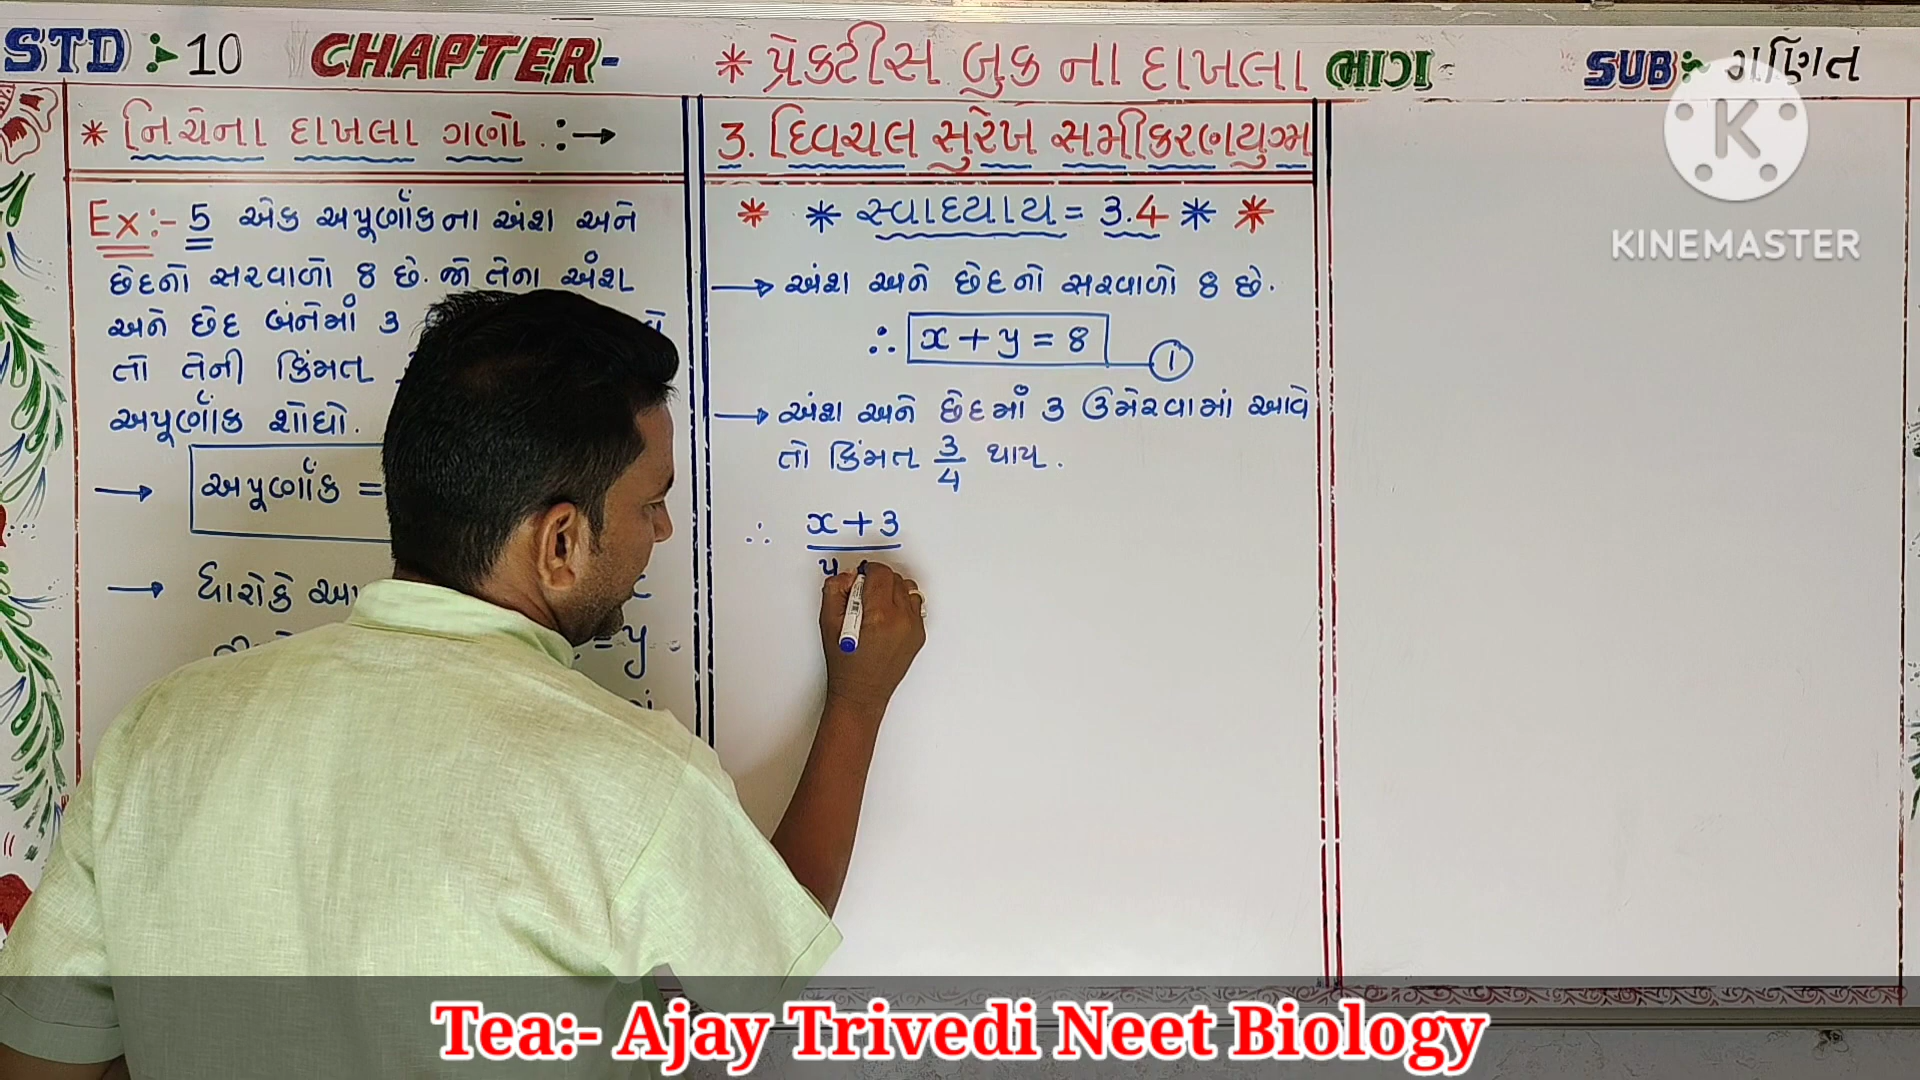 STD :- 10 CHAPTER- * પ્રેકટીસ બુક ના દાખલા ભાગ - SUB:- ગણિત
* નિચેના દાખલા ગણો :→
Ex:- 5 એક અપૂર્ણાંકના અંશ અને
છેદનો સરવાળો 8 છે. જો તેના અંશ
અને છેદ બંનેમાં 3
તો તેની કિંમત
અપૂર્ણાંક શોધો.
→ અપૂર્ણાંક =
→ ધારોકે
= y
3. દ્વિચલ સુરેખ સમીકરણયુગ્મ
* * સ્વાધ્યાય = 3.4 * *
→ અંશ અને છેદનો સરવાળો 8 છે.
∴ x + y = 8 ①
→ અંશ અને છેદમાં 3 ઉમેરવામાં આવે
તો કિંમત 3/4 થાય.
∴ x + 3
y
K
KINEMASTER
Tea:- Ajay Trivedi Neet Biology